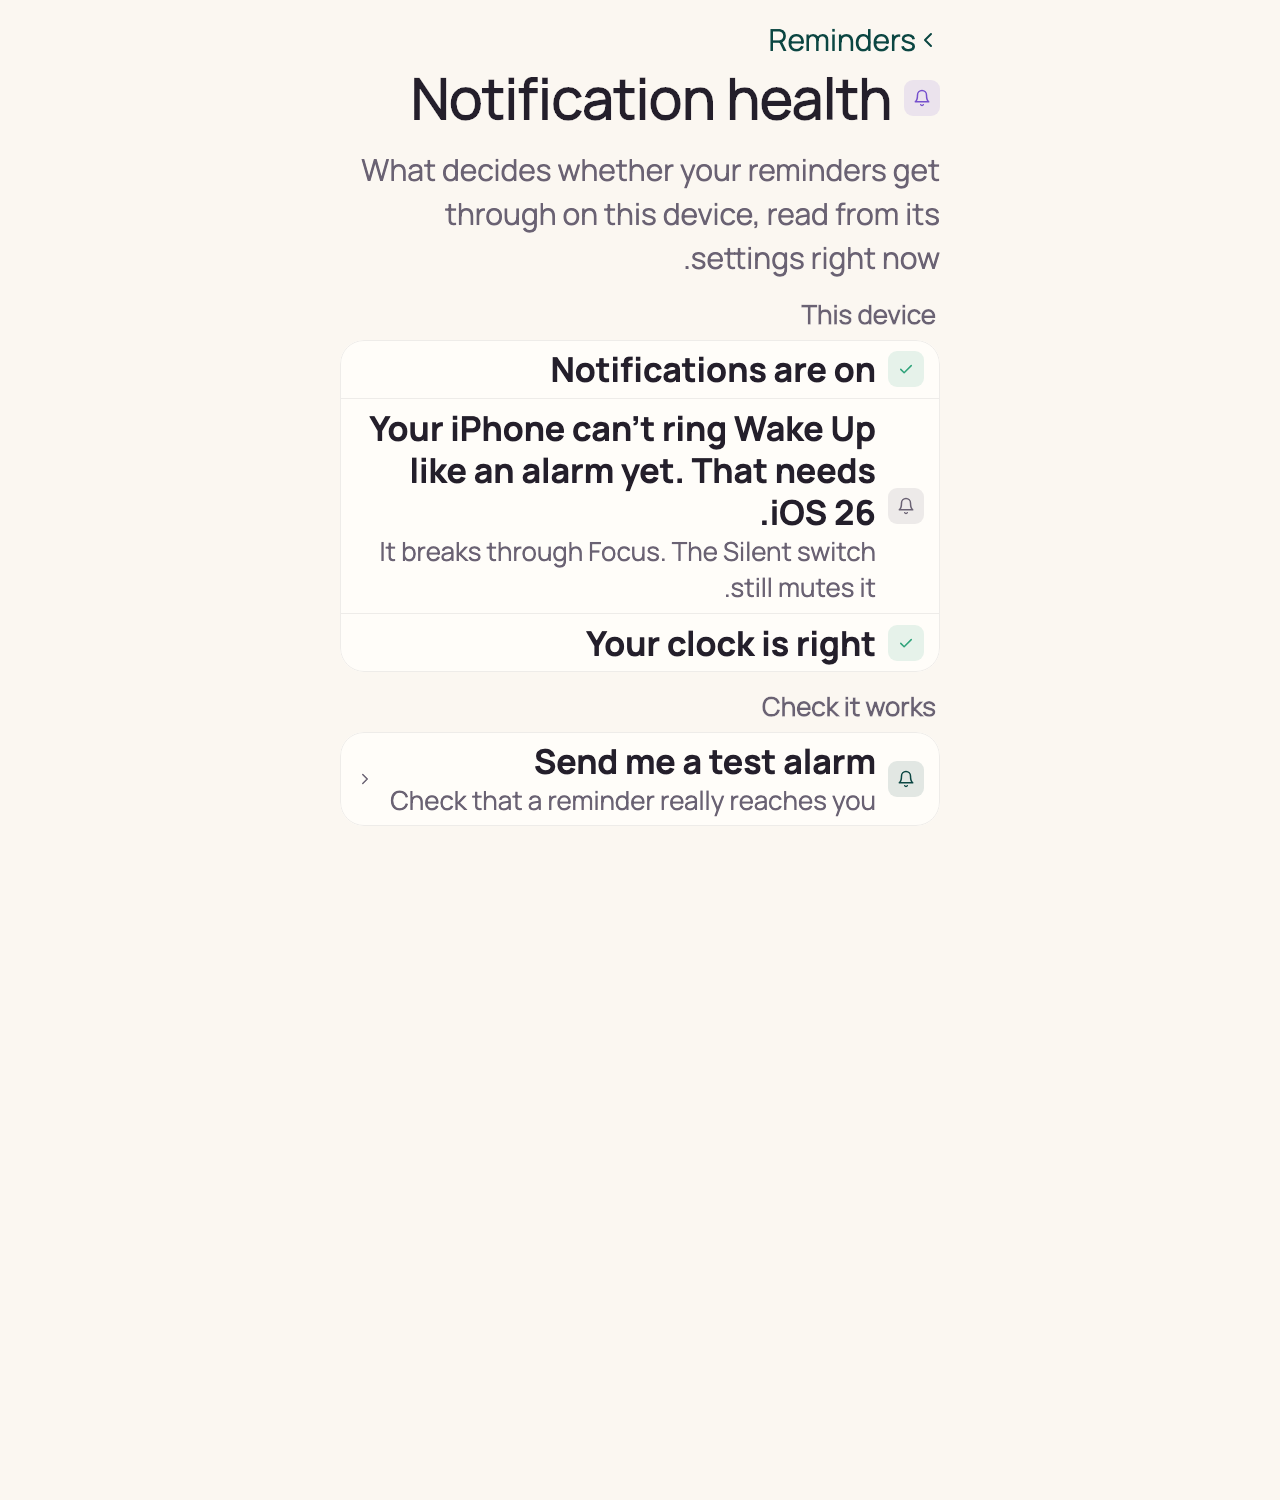 Reminders
Notification health
What decides whether your reminders get
through on this device, read from its
settings right now.
This device
Notifications are on
Your iPhone can’t ring Wake Up
like an alarm yet. That needs
iOS 26.
It breaks through Focus. The Silent switch
still mutes it.
Your clock is right
Check it works
Send me a test alarm
Check that a reminder really reaches you